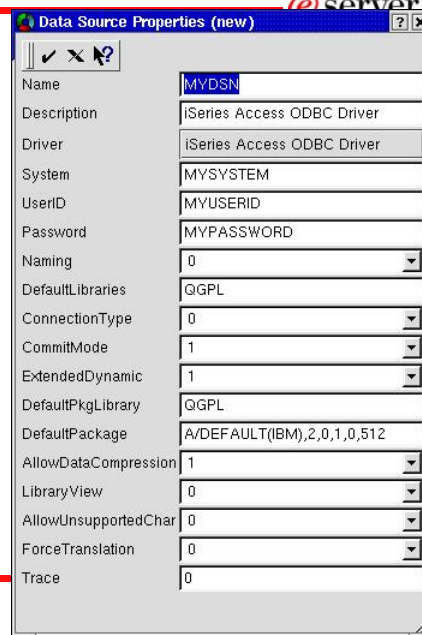 e server
Data Source Properties (new)
Name MYDSN
Description iSeries Access ODBC Driver
Driver iSeries Access ODBC Driver
System MYSYSTEM
UserID MYUSERID
Password MYPASSWORD
Naming 0
DefaultLibraries QGPL
ConnectionType 0
CommitMode 1
ExtendedDynamic 1
DefaultPkgLibrary QGPL
DefaultPackage A/DEFAULT(IBM),2,0,1,0,512
AllowDataCompression 1
LibraryView 0
AllowUnsupportedChar 0
ForceTranslation 0
Trace 0